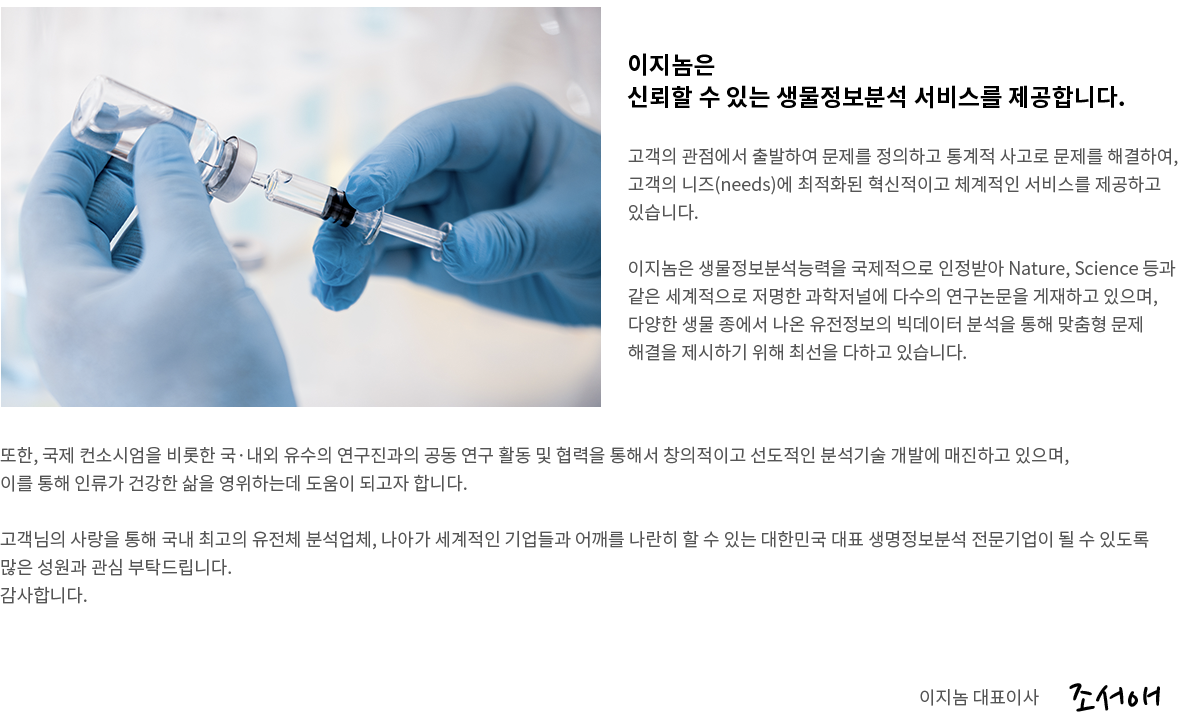 이지놈은
신뢰할 수 있는 생물정보분석 서비스를 제공합니다.
고객의 관점에서 출발하여 문제를 정의하고 통계적 사고로 문제를 해결하여,
고객의 니즈(needs)에 최적화된 혁신적이고 체계적인 서비스를 제공하고
있습니다.
이지놈은 생물정보분석능력을 국제적으로 인정받아 Nature, Science 등과
같은 세계적으로 저명한 과학저널에 다수의 연구논문을 게재하고 있으며,
다양한 생물 종에서 나온 유전정보의 빅데이터 분석을 통해 맞춤형 문제
해결을 제시하기 위해 최선을 다하고 있습니다.
또한, 국제 컨소시엄을 비롯한 국·내외 유수의 연구진과의 공동 연구 활동 및 협력을 통해서 창의적이고 선도적인 분석기술 개발에 매진하고 있으며,
이를 통해 인류가 건강한 삶을 영위하는데 도움이 되고자 합니다.
고객님의 사랑을 통해 국내 최고의 유전체 분석업체, 나아가 세계적인 기업들과 어깨를 나란히 할 수 있는 대한민국 대표 생명정보분석 전문기업이 될 수 있도록
많은 성원과 관심 부탁드립니다.
감사합니다.
이지놈 대표이사 조서애